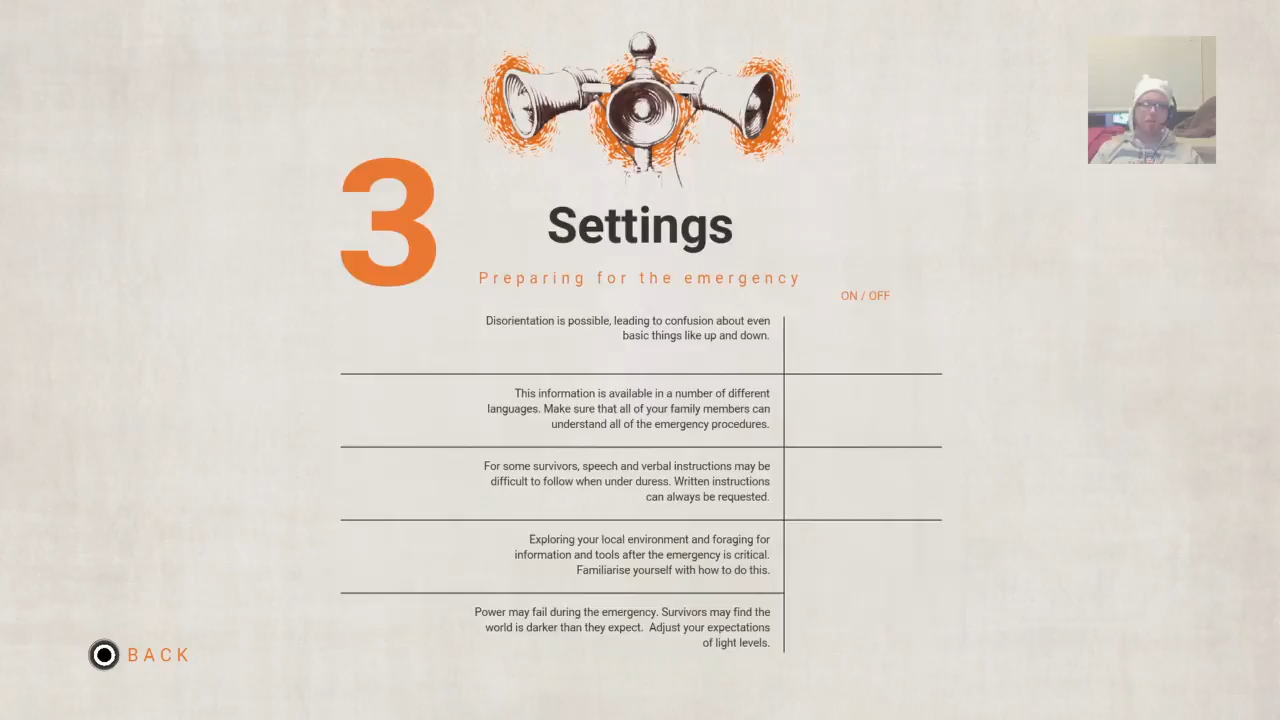 3
Settings
Preparing for the emergency
ON / OFF
Disorientation is possible, leading to confusion about even
basic things like up and down.
This information is available in a number of different
languages. Make sure that all of your family members can
understand all of the emergency procedures.
For some survivors, speech and verbal instructions may be
difficult to follow when under duress. Written instructions
can always be requested.
Exploring your local environment and foraging for
information and tools after the emergency is critical.
Familiarise yourself with how to do this.
Power may fail during the emergency. Survivors may find the
world is darker than they expect. Adjust your expectations
of light levels.
BACK